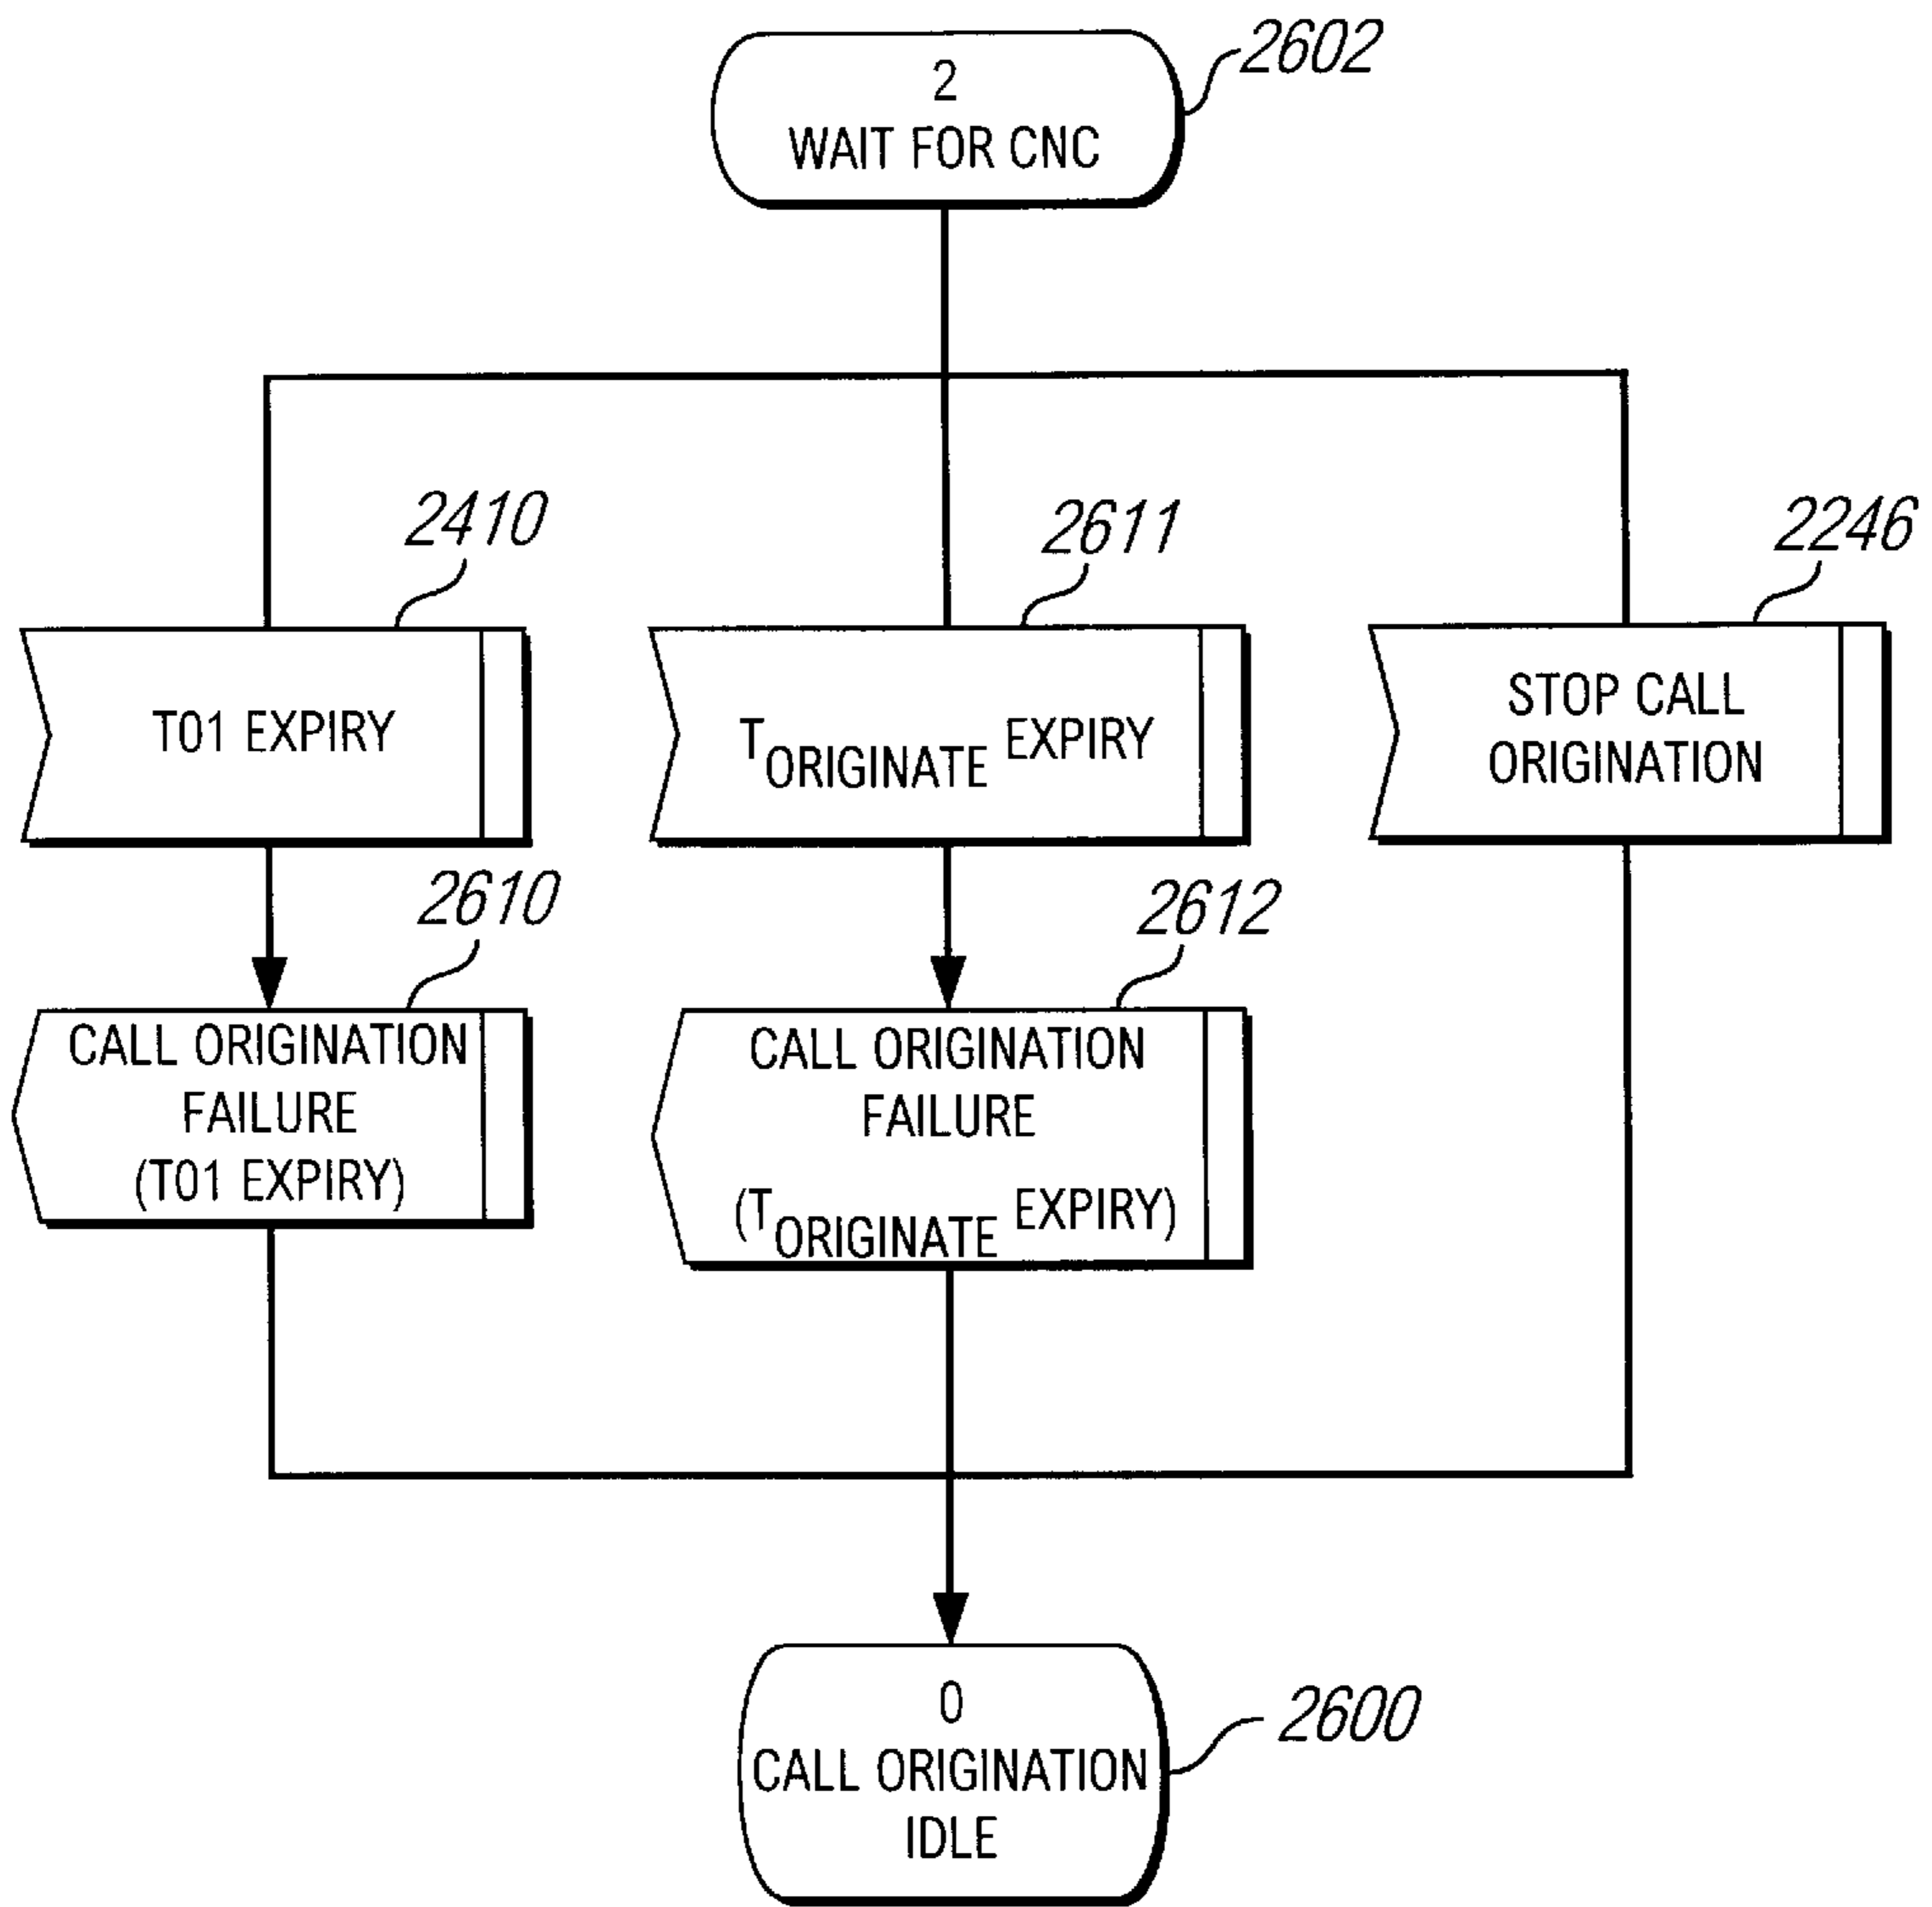 2602
2
WAIT FOR CNC
2410
2611
2246
T01 EXPIRY
TORIGINATE EXPIRY
STOP CALL
ORIGINATION
2610
2612
CALL ORIGINATION
FAILURE
(T01 EXPIRY)
CALL ORIGINATION
FAILURE
(TORIGINATE EXPIRY)
0
CALL ORIGINATION
IDLE
2600